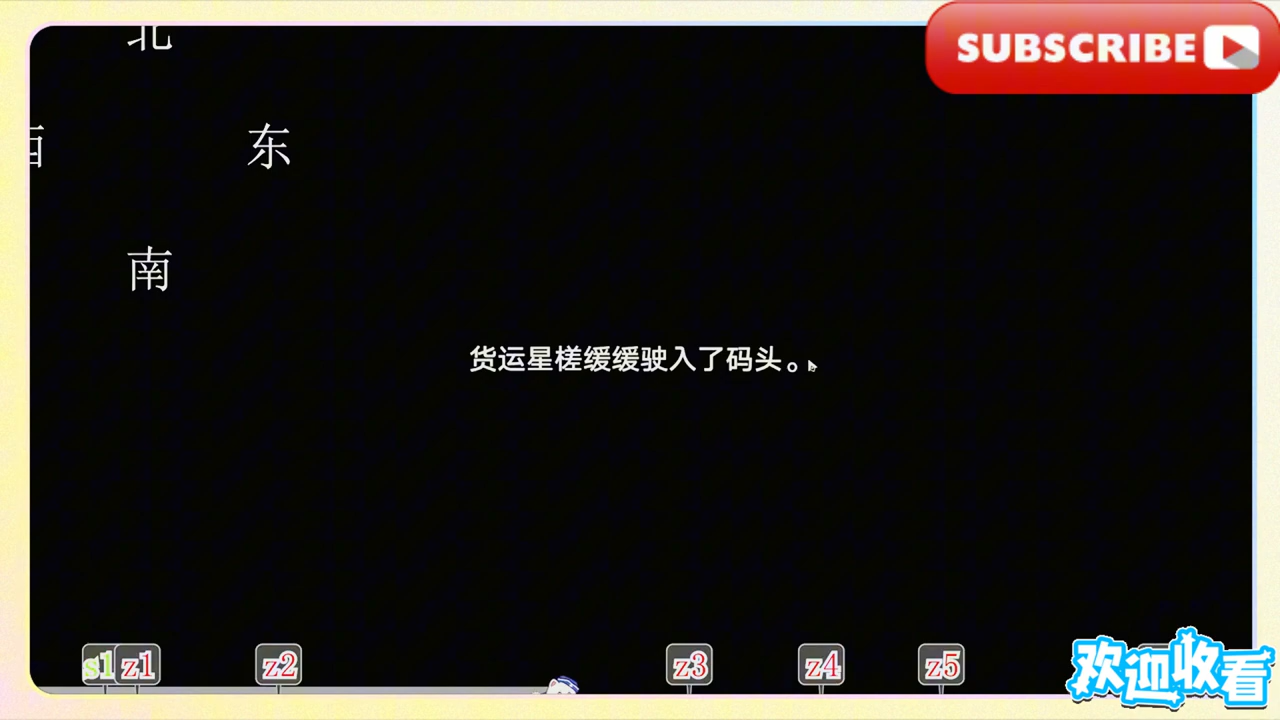 北
SUBSCRIBE
西
东
南
货运星槎缓缓驶入了码头。
s1 z1 z2 z3 z4 z5
欢迎收看